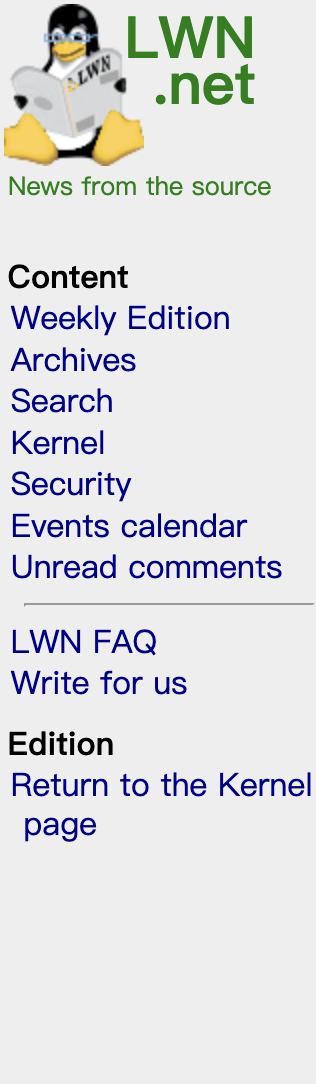 LWN
LWN
.net
News from the source
Content
Weekly Edition
Archives
Search
Kernel
Security
Events calendar
Unread comments
LWN FAQ
Write for us
Edition
Return to the Kernel
page